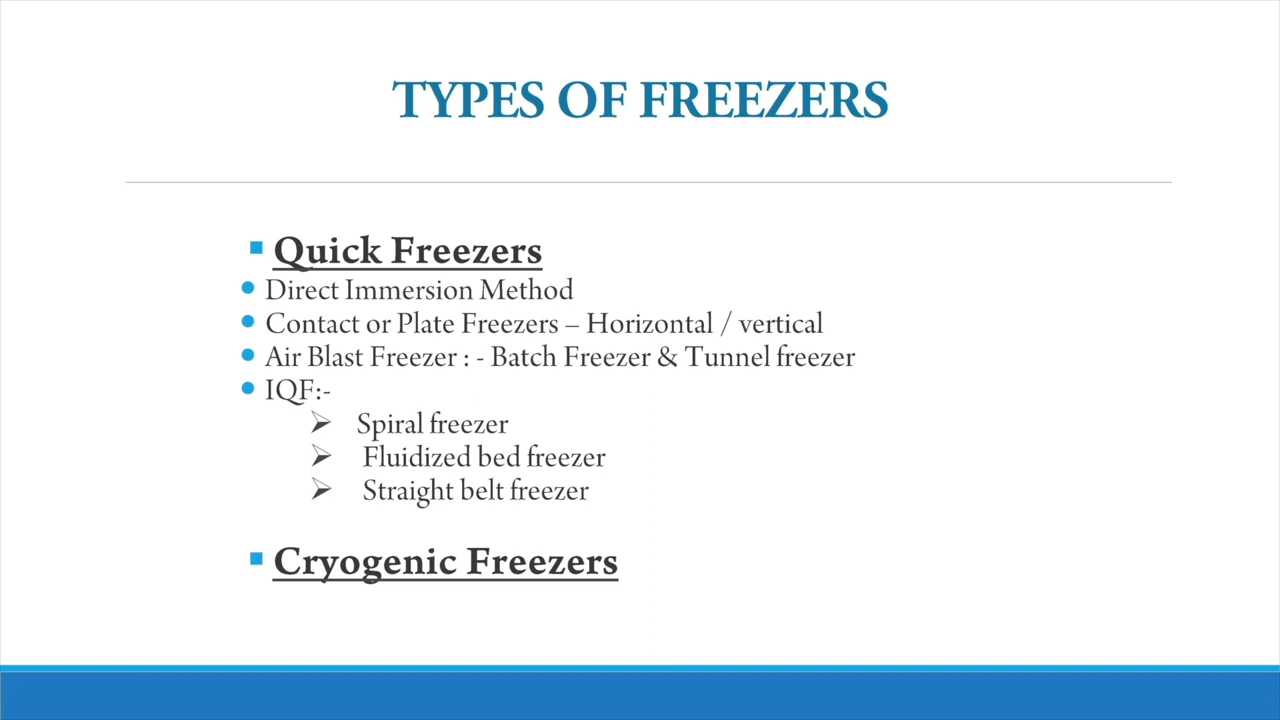 TYPES OF FREEZERS
Quick Freezers
Direct Immersion Method
Contact or Plate Freezers – Horizontal / vertical
Air Blast Freezer : - Batch Freezer & Tunnel freezer
IQF:-
Spiral freezer
Fluidized bed freezer
Straight belt freezer
Cryogenic Freezers